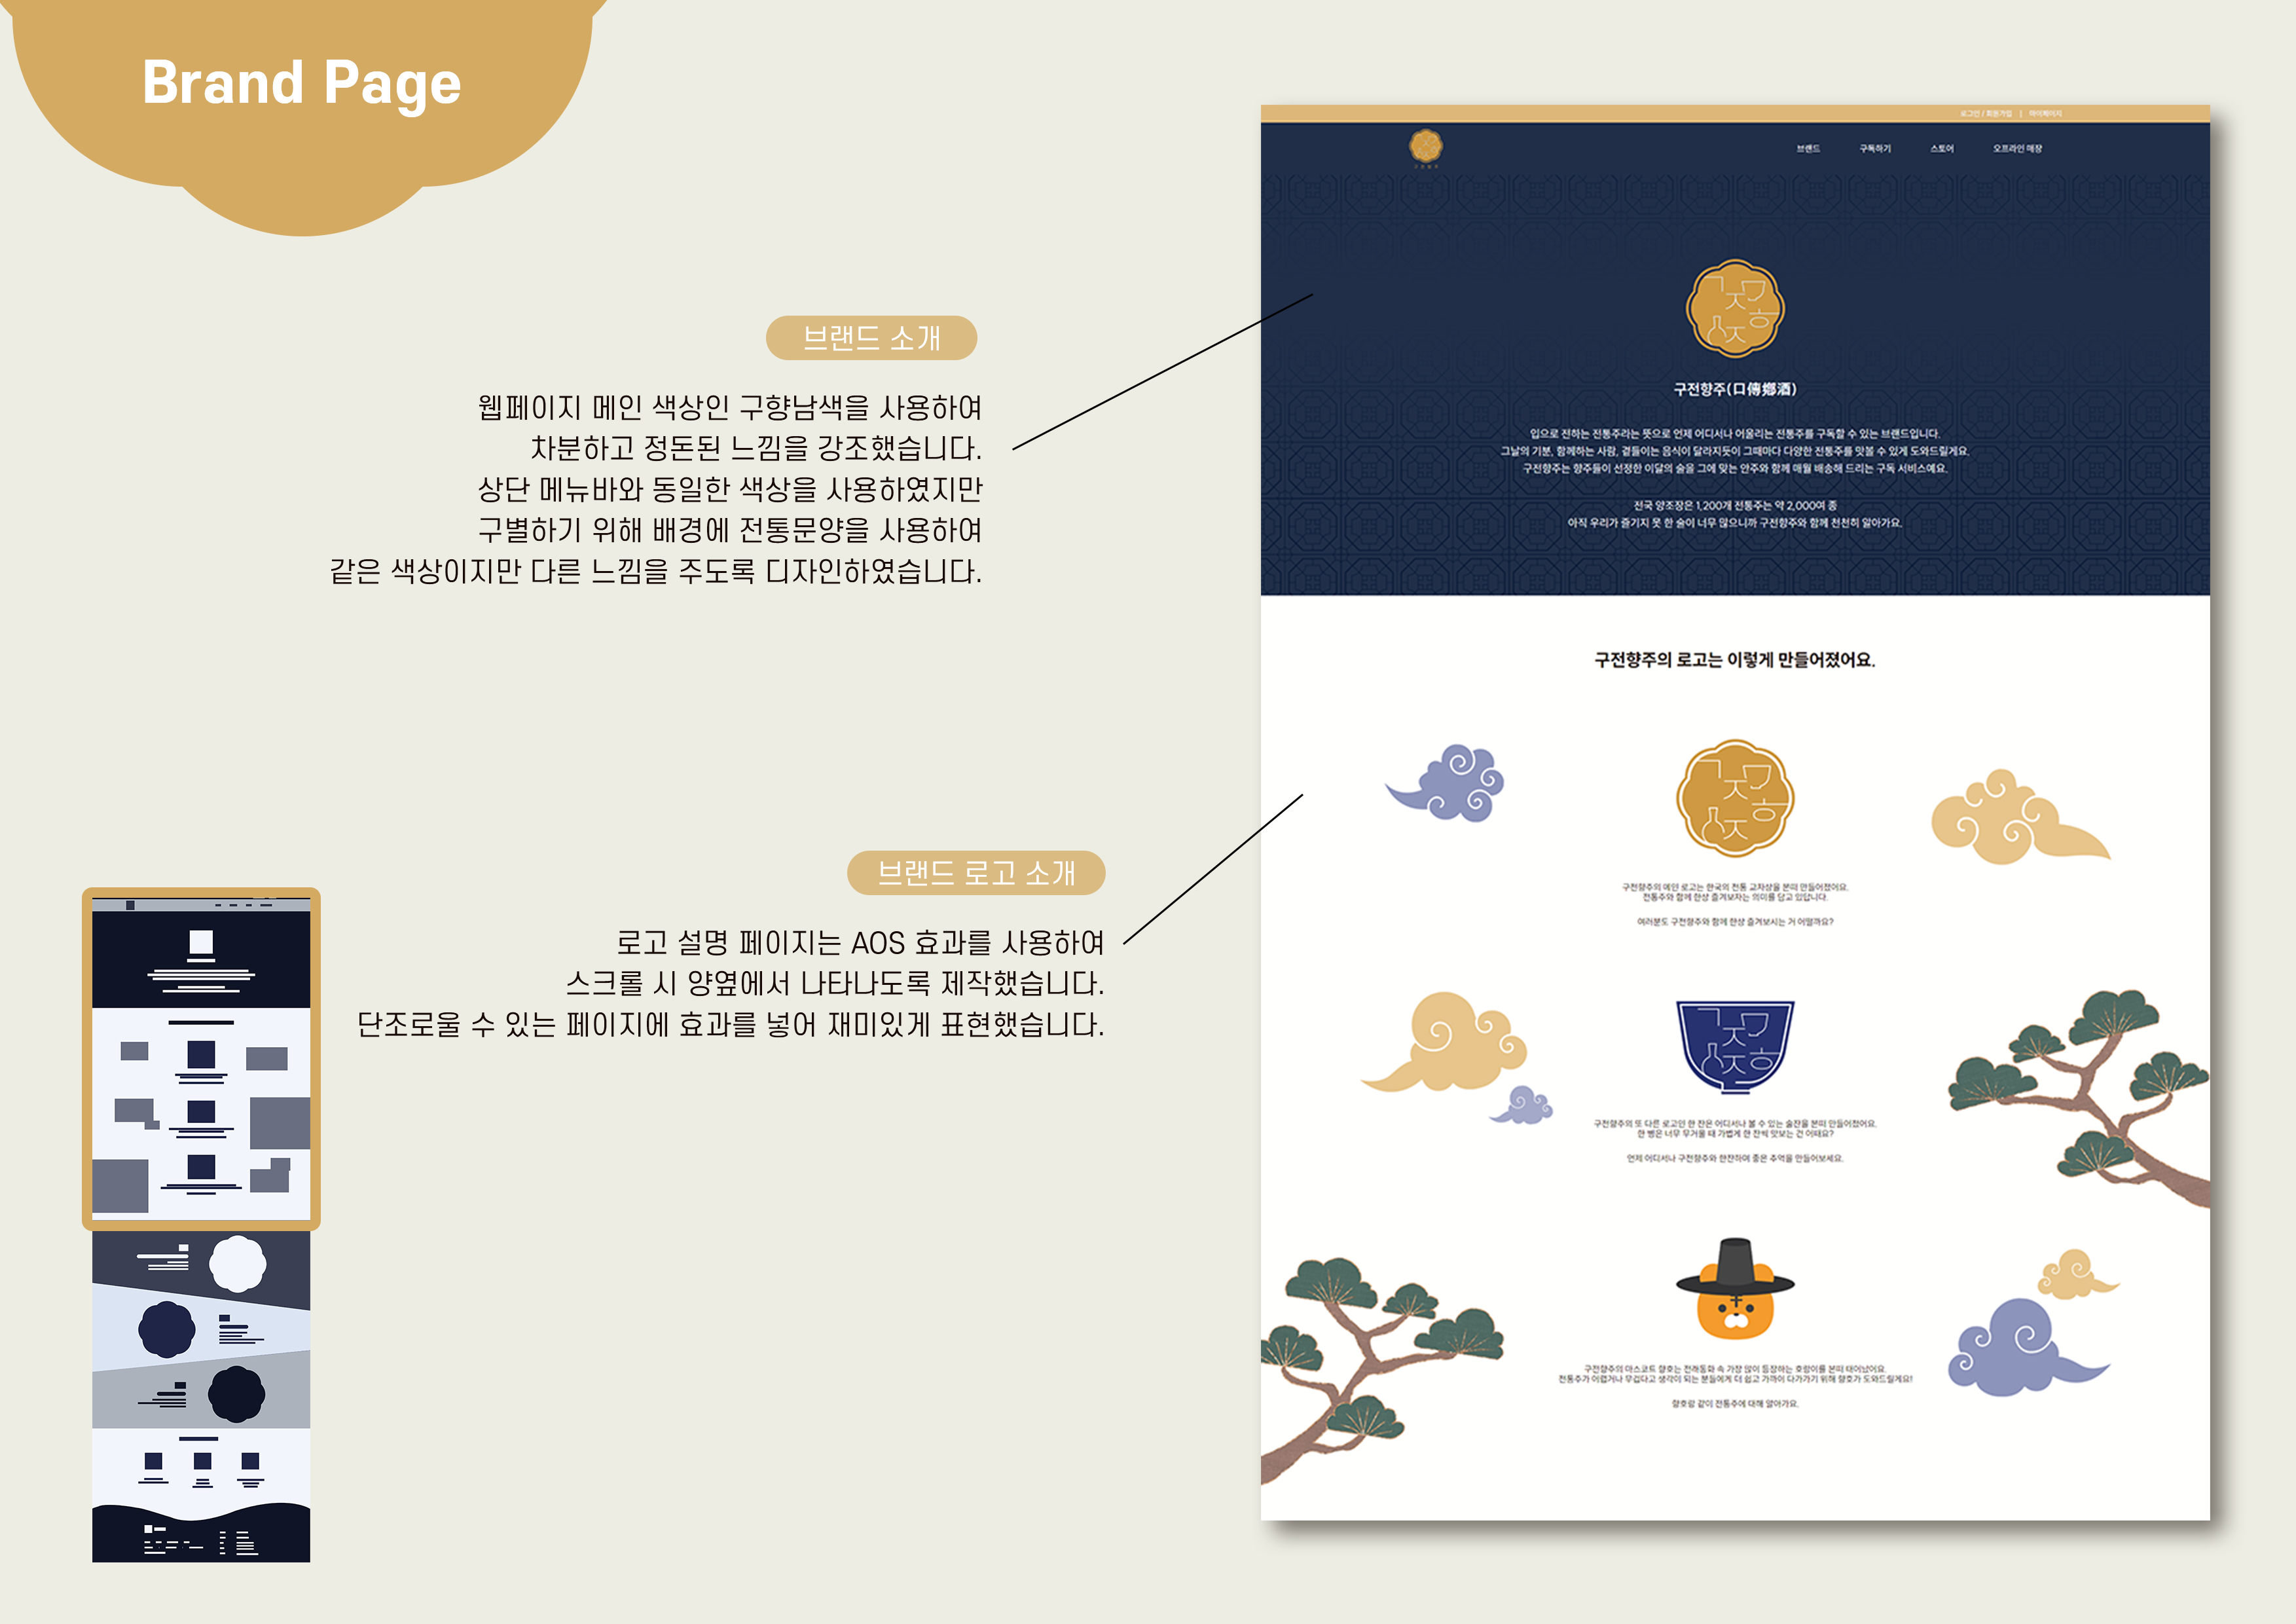 Brand Page
브랜드 소개
웹페이지 메인 색상인 구향남색을 사용하여
차분하고 정돈된 느낌을 강조했습니다.
상단 메뉴바와 동일한 색상을 사용하였지만
구별하기 위해 배경에 전통문양을 사용하여
같은 색상이지만 다른 느낌을 주도록 디자인하였습니다.
브랜드 로고 소개
로고 설명 페이지는 AOS 효과를 사용하여
스크롤 시 양옆에서 나타나도록 제작했습니다.
단조로울 수 있는 페이지에 효과를 넣어 재미있게 표현했습니다.
로그인 / 회원가입 | 마이페이지
브랜드 구독하기 스토어 오프라인 매장
구전향주(口傳鄕酒)
입으로 전하는 전통주라는 뜻으로 언제 어디서나 어울리는 전통주를 구독할 수 있는 브랜드입니다.
그날의 기분, 함께하는 사람, 곁들이는 음식이 달라지듯이 그때마다 다양한 전통주를 맛볼 수 있게 도와드릴게요.
구전향주는 향주들이 선정한 이달의 술을 그에 맞는 안주와 함께 매월 배송해 드리는 구독 서비스예요.
전국 양조장은 1,200개 전통주는 약 2,000여 종
아직 우리가 즐기지 못 한 술이 너무 많으니까 구전향주와 함께 천천히 알아가요.
구전향주의 로고는 이렇게 만들어졌어요.
구전향주의 메인 로고는 한국의 전통 교자상을 본떠 만들어졌어요.
전통주와 함께 한상 즐겨보자는 의미를 담고 있답니다.
여러분도 구전향주와 함께 한상 즐겨보시는 거 어떨까요?
구전향주의 또 다른 로고인 한 잔은 어디서나 볼 수 있는 술잔을 본떠 만들어졌어요.
한 병은 너무 무거울 때 가볍게 한 잔씩 맛보는 건 어때요?
언제 어디서나 구전향주와 한잔하며 좋은 추억을 만들어보세요.
구전향주의 마스코트 향호는 전래동화 속 가장 많이 등장하는 호랑이를 본떠 태어났어요.
전통주가 어렵거나 무겁다고 생각이 되는 분들에게 더 쉽고 가까이 다가가기 위해 향호가 도와드릴게요!
향호랑 같이 전통주에 대해 알아가요.